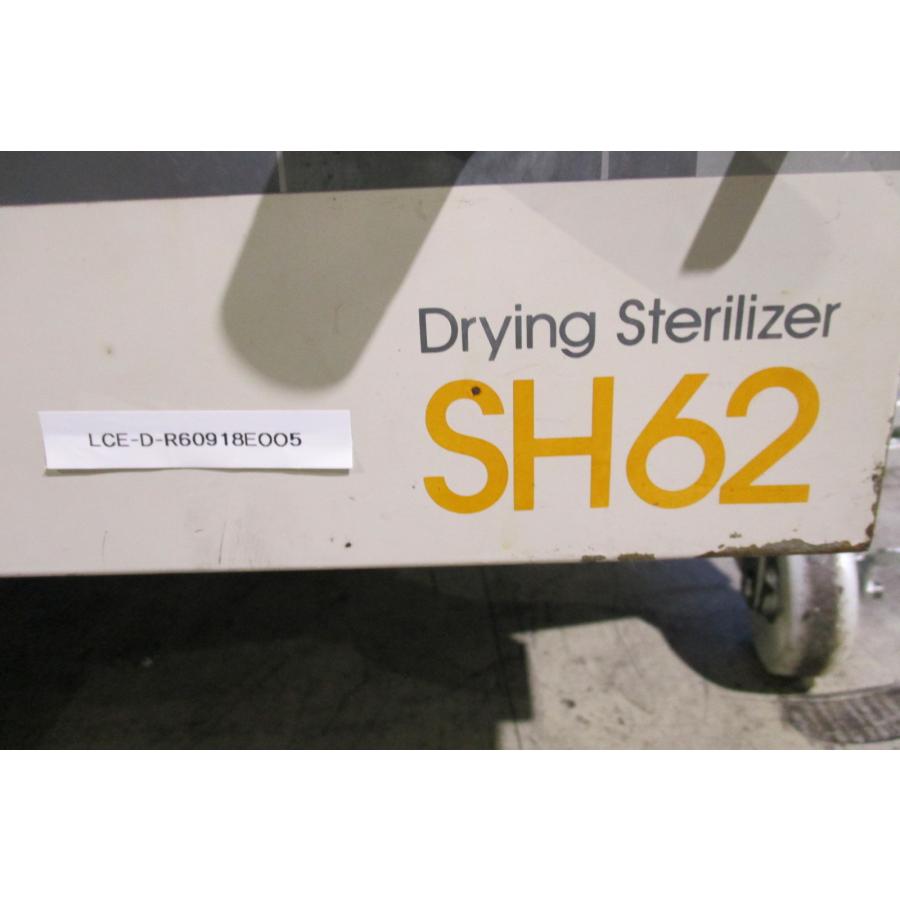 Drying Sterilizer
SH62
LCE-D-R60918E005